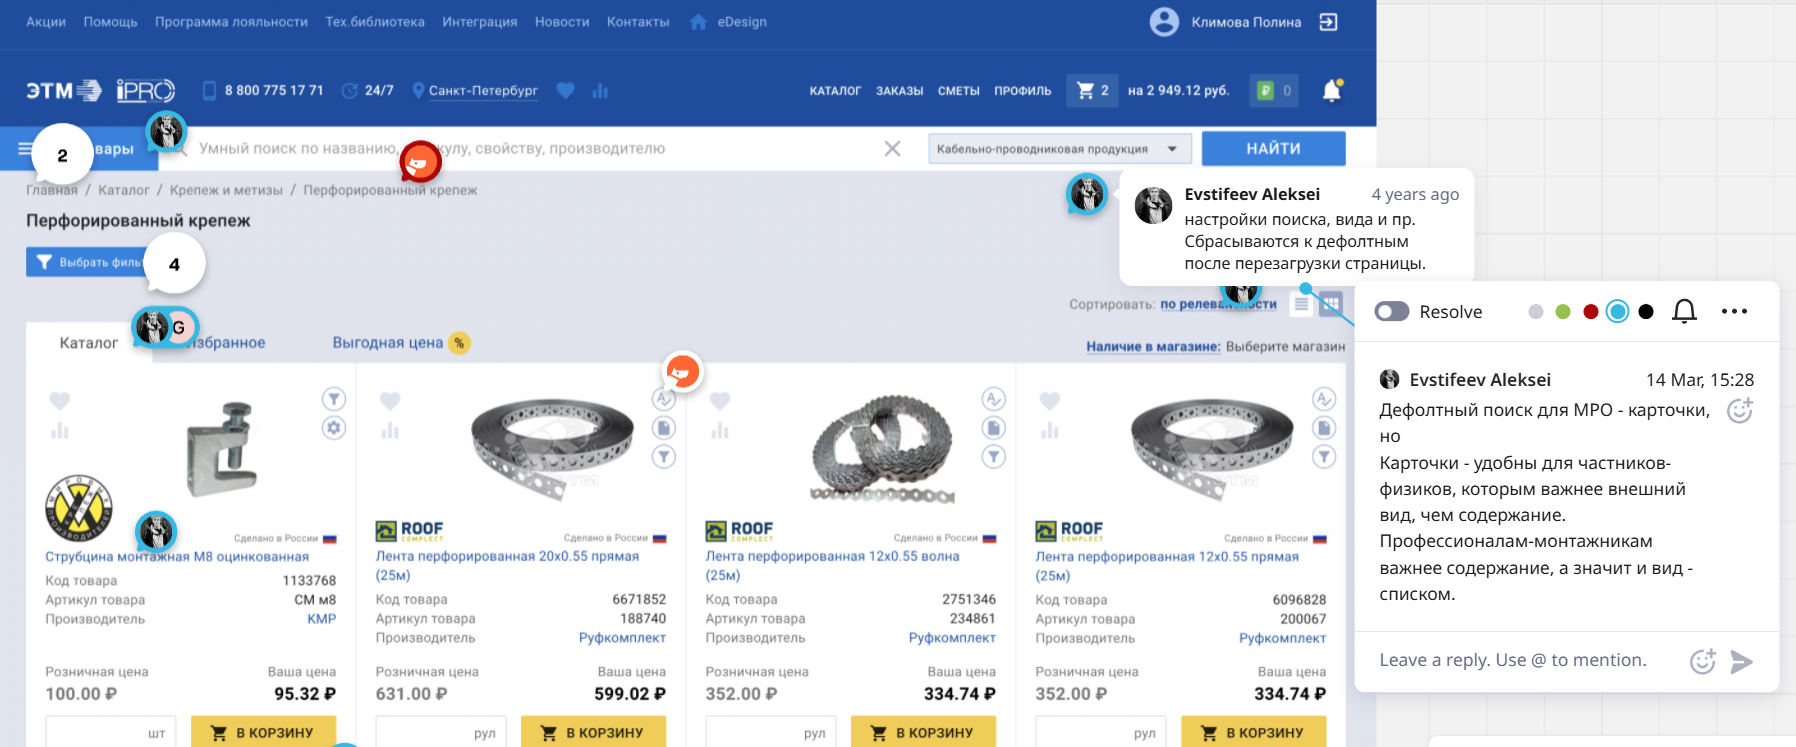 Акции Помощь Программа лояльности Тех.библиотека Интеграция Новости Контакты eDesign Климова Полина
ЭТМ iPRO 8 800 775 17 71 24/7 Санкт-Петербург КАТАЛОГ ЗАКАЗЫ СМЕТЫ ПРОФИЛЬ 2 на 2 949.12 руб. ₽ 0
2 вары Умный поиск по названию, кулу, свойству, производителю Кабельно-проводниковая продукция НАЙТИ
Главная / Каталог / Крепеж и метизы / Перфорированный крепеж
Перфорированный крепеж
Evstifeev Aleksei 4 years ago
настройки поиска, вида и пр.
Сбрасываются к дефолтным
после перезагрузки страницы.
Выбрать филь 4
Сортировать: по релев сти
G
Каталог збранное Выгодная цена %
Наличие в магазине: Выберите магазин
Resolve
Evstifeev Aleksei 14 Mar, 15:28
Дефолтный поиск для МРО - карточки,
но
Карточки - удобны для частников-
физиков, которым важнее внешний
вид, чем содержание.
Профессионалам-монтажникам
важнее содержание, а значит и вид -
списком.
Leave a reply. Use @ to mention.
МИРОВЫХ ПРОИЗВОДИТЕЛЕЙ
Сделано в России
Струбцина монтажная М8 оцинкованная
Код товара 1133768
Артикул товара СМ м8
Производитель КМР
Розничная цена Ваша цена
100.00 ₽ 95.32 ₽
шт В КОРЗИНУ
ROOF
COMPLECT
Сделано в России
Лента перфорированная 20x0.55 прямая
(25м)
Код товара 6671852
Артикул товара 188740
Производитель Руфкомплект
Розничная цена Ваша цена
631.00 ₽ 599.02 ₽
рул В КОРЗИНУ
ROOF
COMPLECT
Сделано в России
Лента перфорированная 12x0.55 волна
(25м)
Код товара 2751346
Артикул товара 234861
Производитель Руфкомплект
Розничная цена Ваша цена
352.00 ₽ 334.74 ₽
рул В КОРЗИНУ
ROOF
COMPLECT
Сделано в России
Лента перфорированная 12x0.55 прямая
(25м)
Код товара 6096828
Артикул товара 200067
Производитель Руфкомплект
Розничная цена Ваша цена
352.00 ₽ 334.74 ₽
рул В КОРЗИНУ